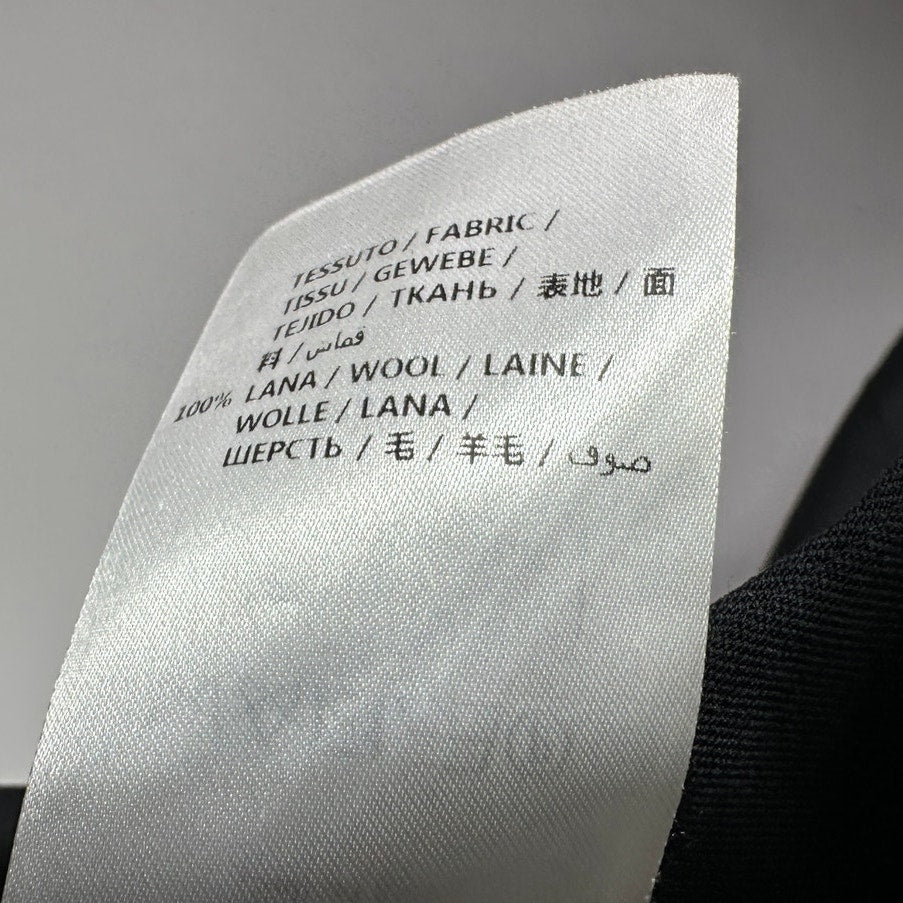 TESSUTO / FABRIC /
TISSU / GEWEBE /
TEJIDO / ТКАНЬ / 表地 / 面
料 / قماش
100% LANA / WOOL / LAINE /
WOLLE / LANA /
ШЕРСТЬ / 毛 / 羊毛 / صوف